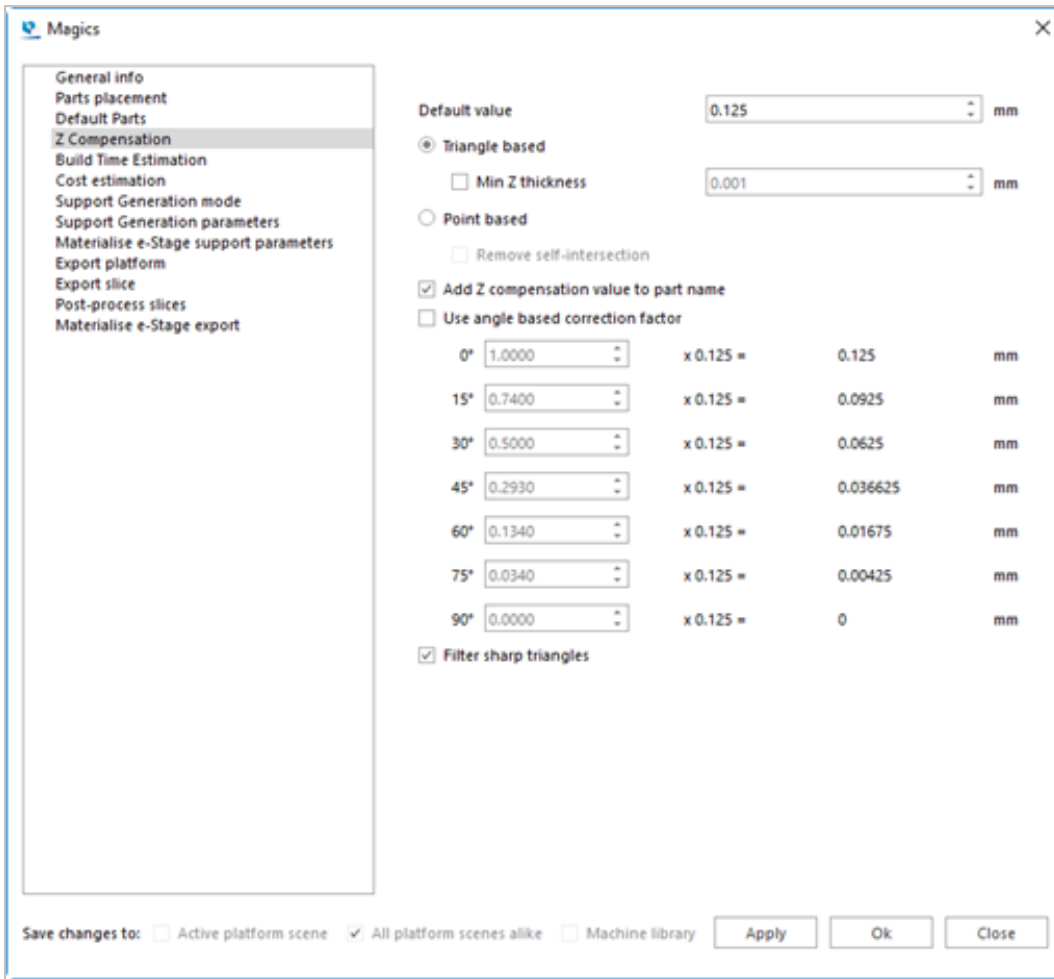 Magics
General info
Parts placement
Default Parts
Z Compensation
Build Time Estimation
Cost estimation
Support Generation mode
Support Generation parameters
Materialise e-Stage support parameters
Export platform
Export slice
Post-process slices
Materialise e-Stage export
Default value 0.125 mm
Triangle based
Min Z thickness 0.001 mm
Point based
Remove self-intersection
Add Z compensation value to part name
Use angle based correction factor
0° 1.0000 x 0.125 = 0.125 mm
15° 0.7400 x 0.125 = 0.0925 mm
30° 0.5000 x 0.125 = 0.0625 mm
45° 0.2930 x 0.125 = 0.036625 mm
60° 0.1340 x 0.125 = 0.01675 mm
75° 0.0340 x 0.125 = 0.00425 mm
90° 0.0000 x 0.125 = 0 mm
Filter sharp triangles
Save changes to: Active platform scene All platform scenes alike Machine library Apply Ok Close